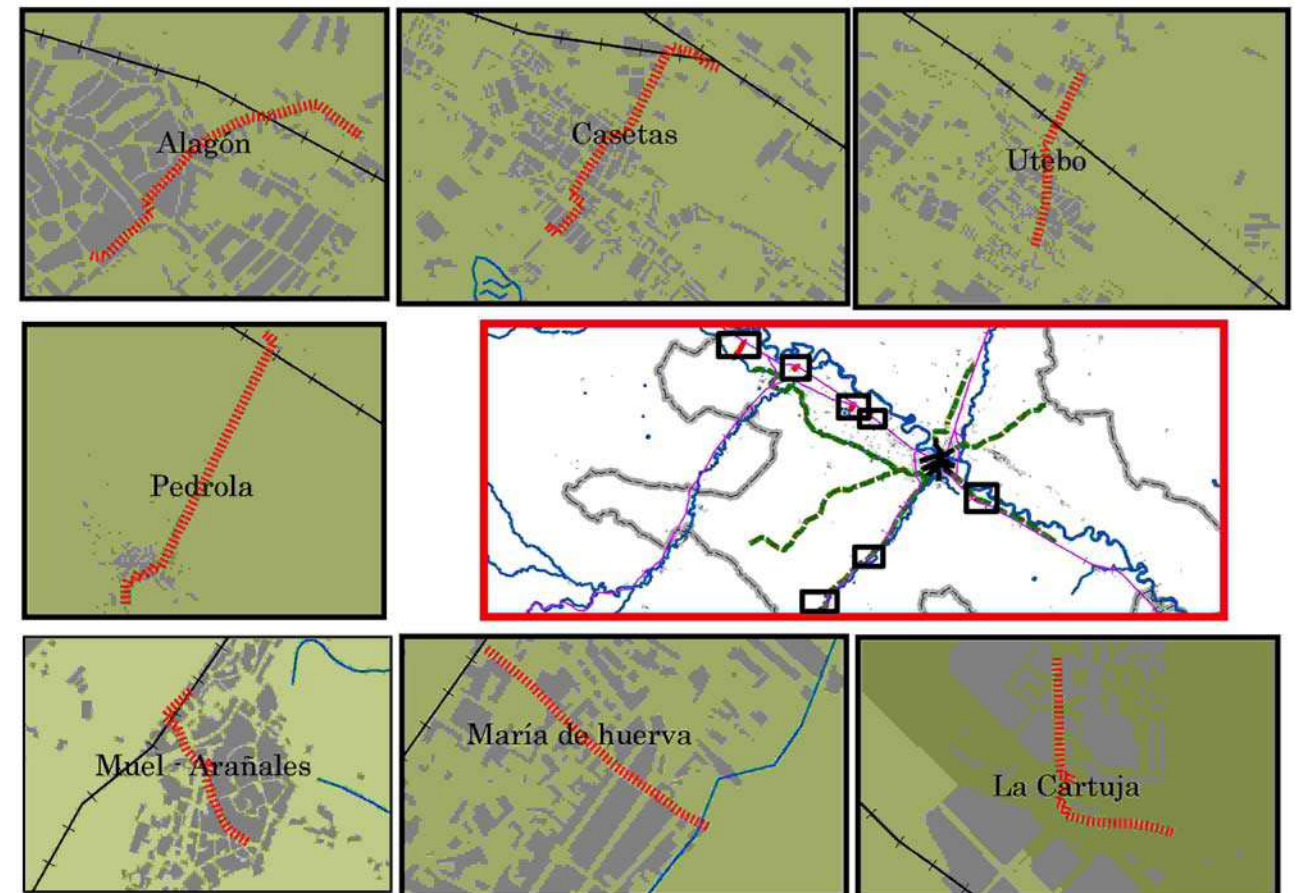 Alagón
Casetas
Utebo
Pedrola
Muel - Arañales
María de huerva
La Cartuja